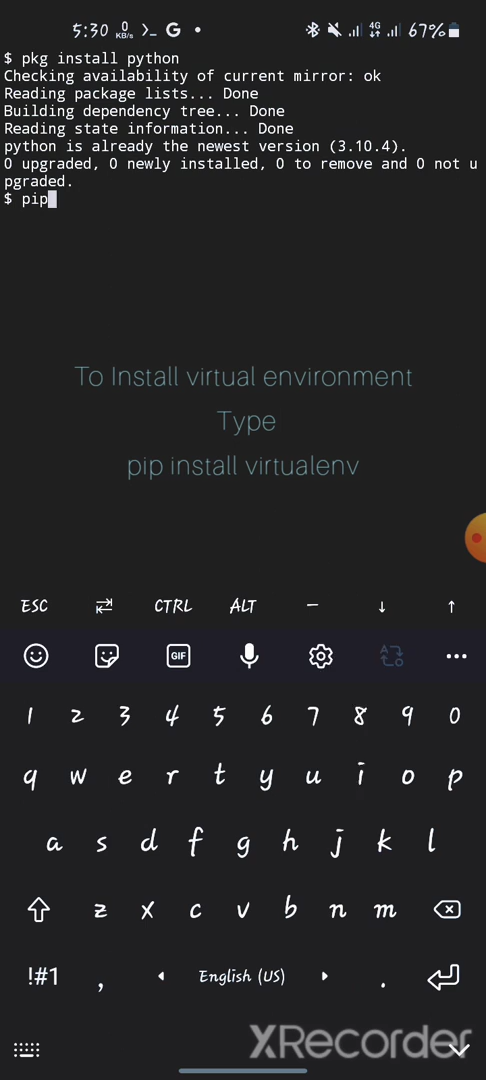 5:30 0 KB/s >_ G • 4G 67%
$ pkg install python
Checking availability of current mirror: ok
Reading package lists... Done
Building dependency tree... Done
Reading state information... Done
python is already the newest version (3.10.4).
0 upgraded, 0 newly installed, 0 to remove and 0 not u
pgraded.
$ pip
To Install virtual environment
Type
pip install virtualenv
ESC CTRL ALT — ↓ ↑
GIF
1 2 3 4 5 6 7 8 9 0
q w e r t y u i o p
a s d f g h j k l
z x c v b n m
!#1 , English (US) .
XRecorder